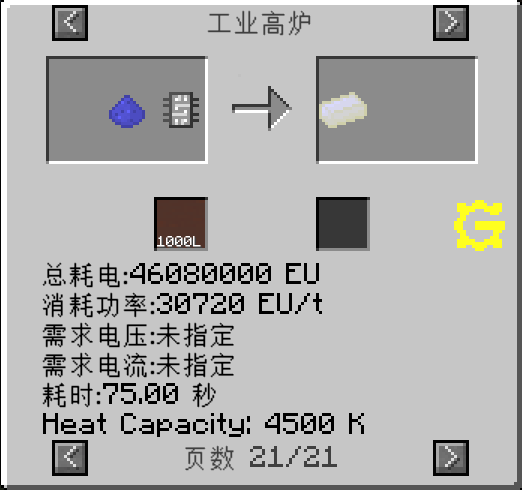 工业高炉
1000L
总耗电:46080000 EU
消耗功率:30720 EU/t
需求电压:未指定
需求电流:未指定
耗时:75.00 秒
Heat Capacity: 4500 K
页数 21/21